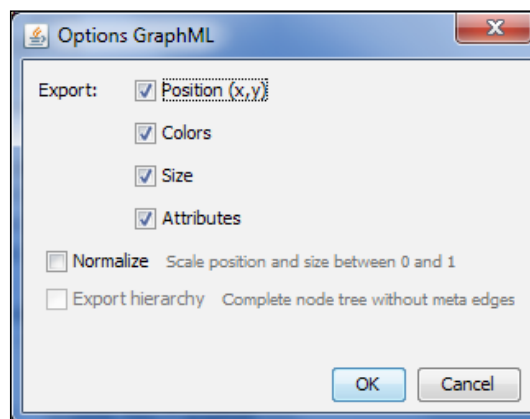 Options GraphML
Export: Position (x,y)
Colors
Size
Attributes
Normalize Scale position and size between 0 and 1
Export hierarchy Complete node tree without meta edges
OK Cancel